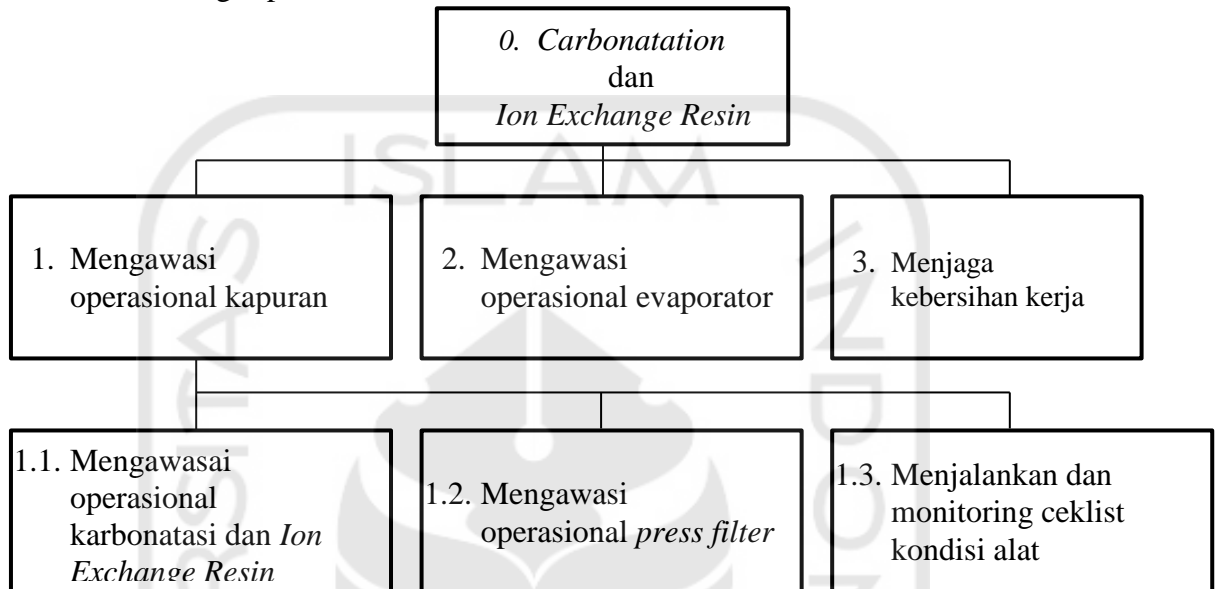 0. Carbonatation
dan
Ion Exchange Resin
1. Mengawasi
operasional kapuran
2. Mengawasi
operasional evaporator
3. Menjaga
kebersihan kerja
1.1. Mengawasai
operasional
karbonatasi dan Ion
Exchange Resin
1.2. Mengawasi
operasional press filter
1.3. Menjalankan dan
monitoring ceklist
kondisi alat
ISLAM